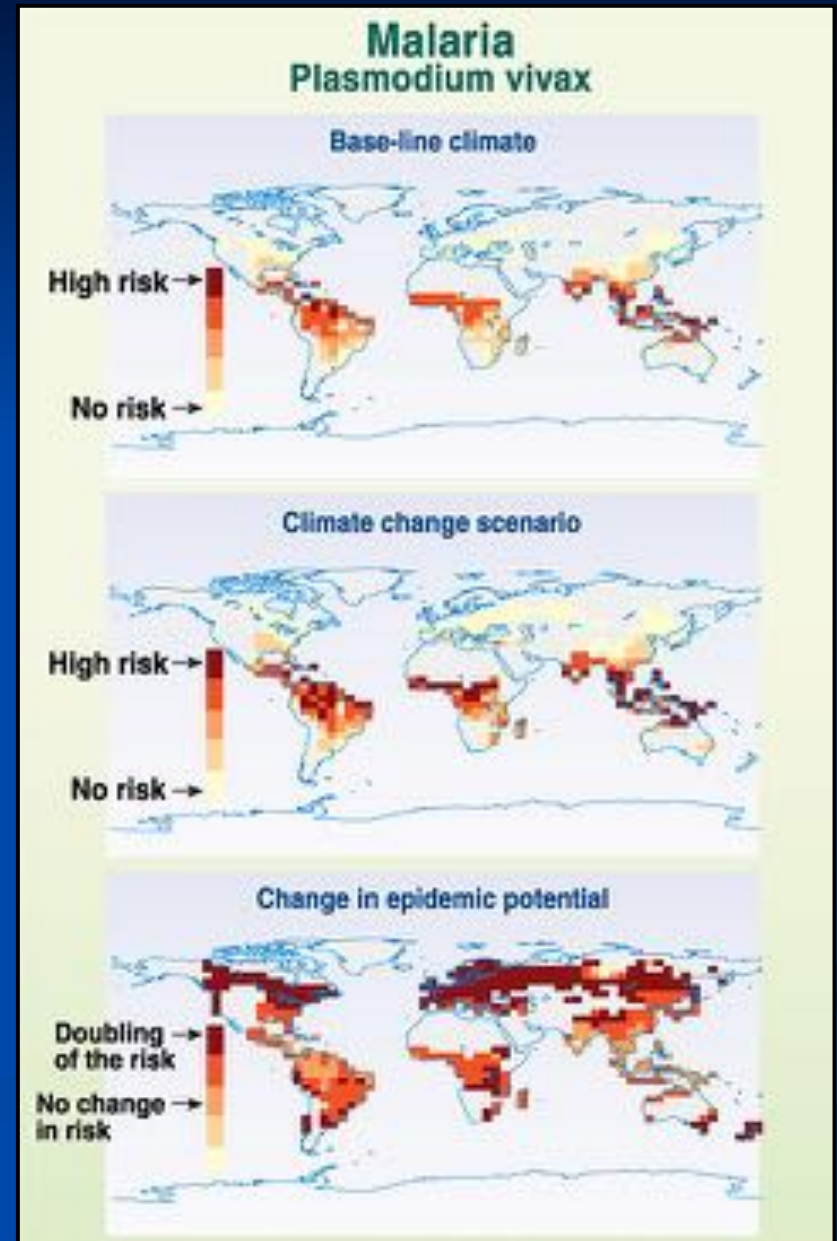 Malaria
Plasmodium vivax
Base-line climate
High risk
No risk
Climate change scenario
High risk
No risk
Change in epidemic potential
Doubling
of the risk
No change
in risk